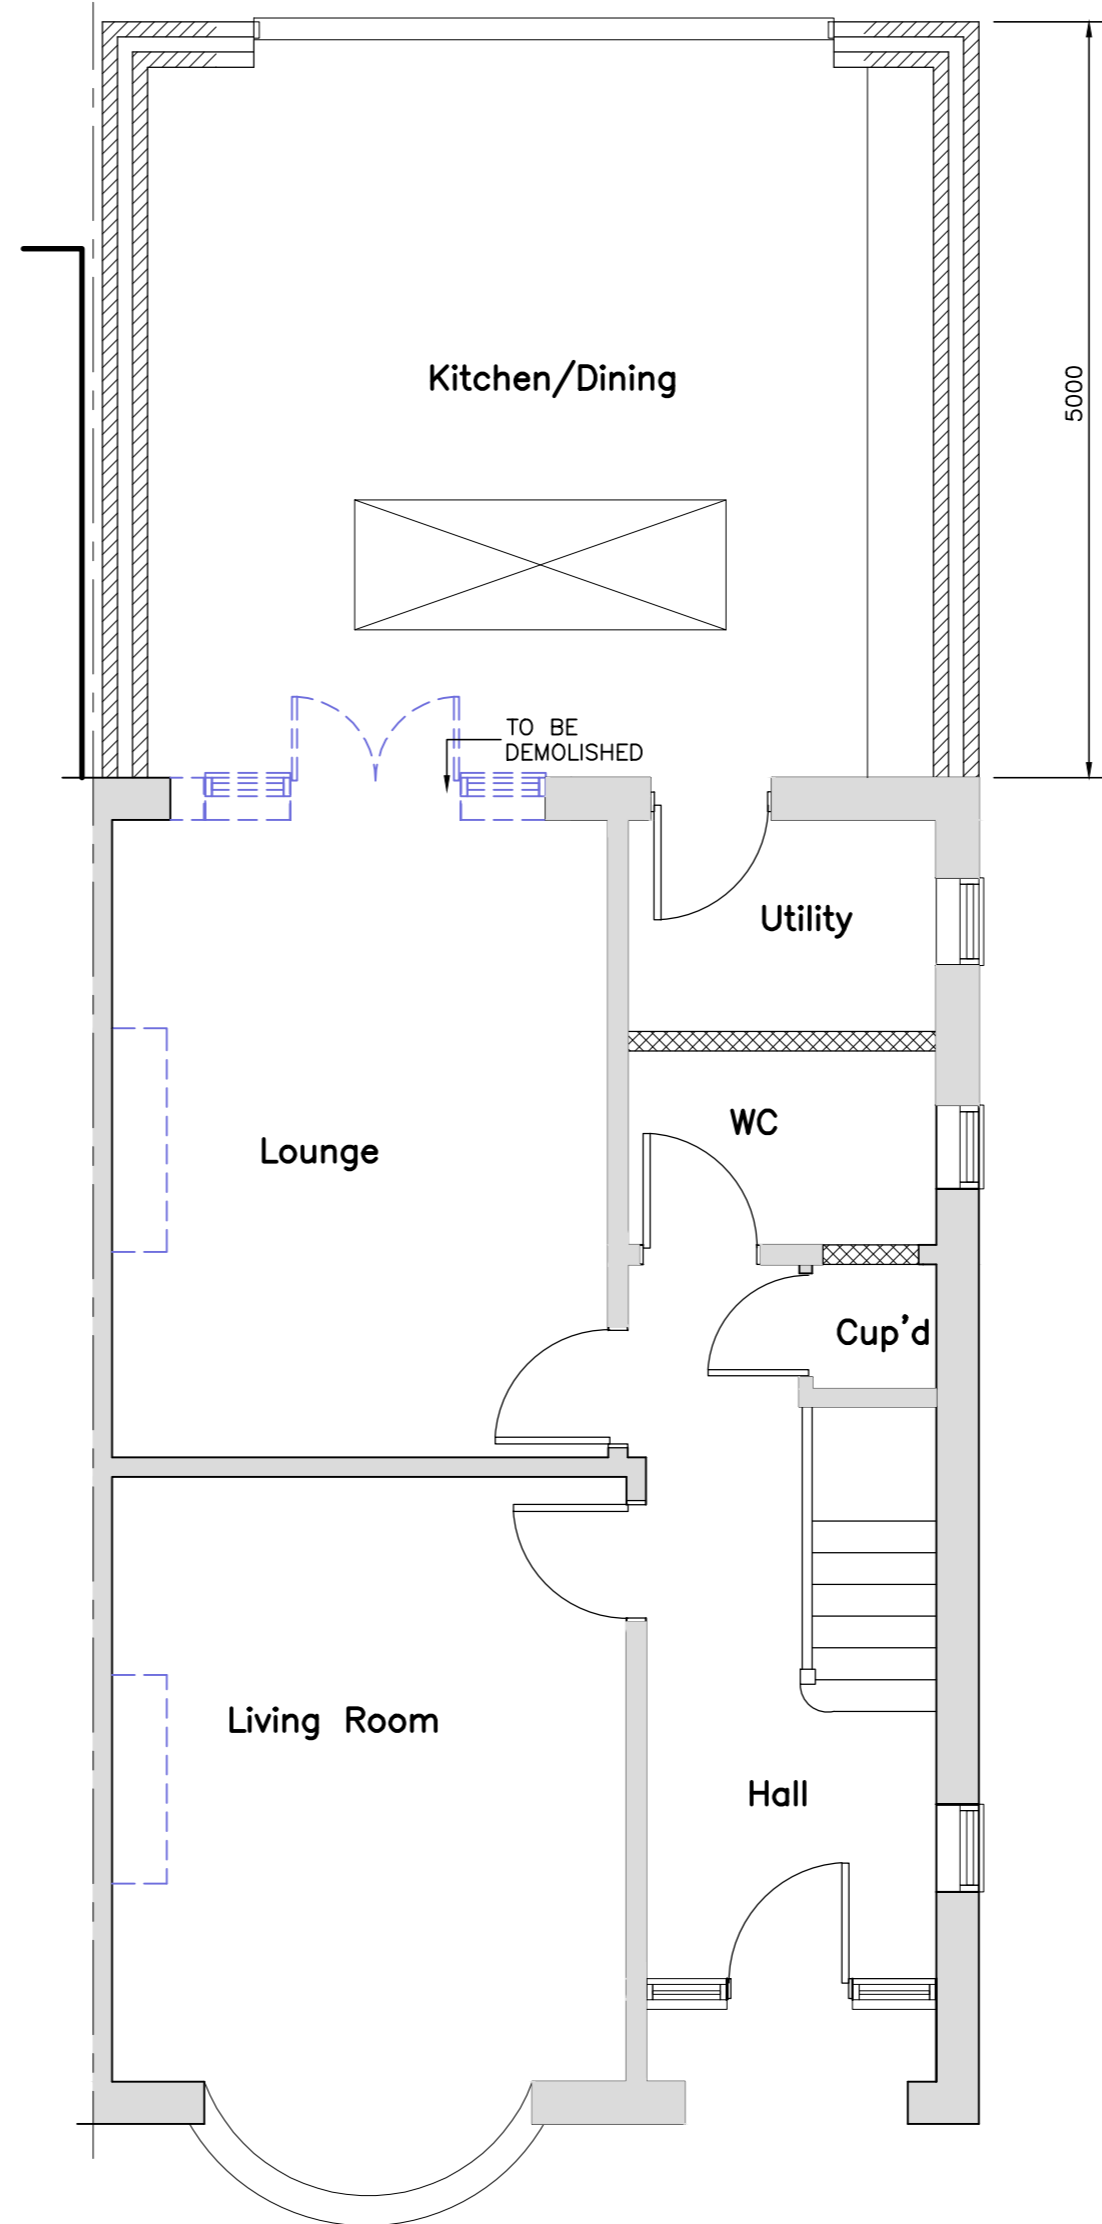 Kitchen/Dining
5000
TO BE
DEMOLISHED
Utility
WC
Lounge
Cup'd
Living Room
Hall